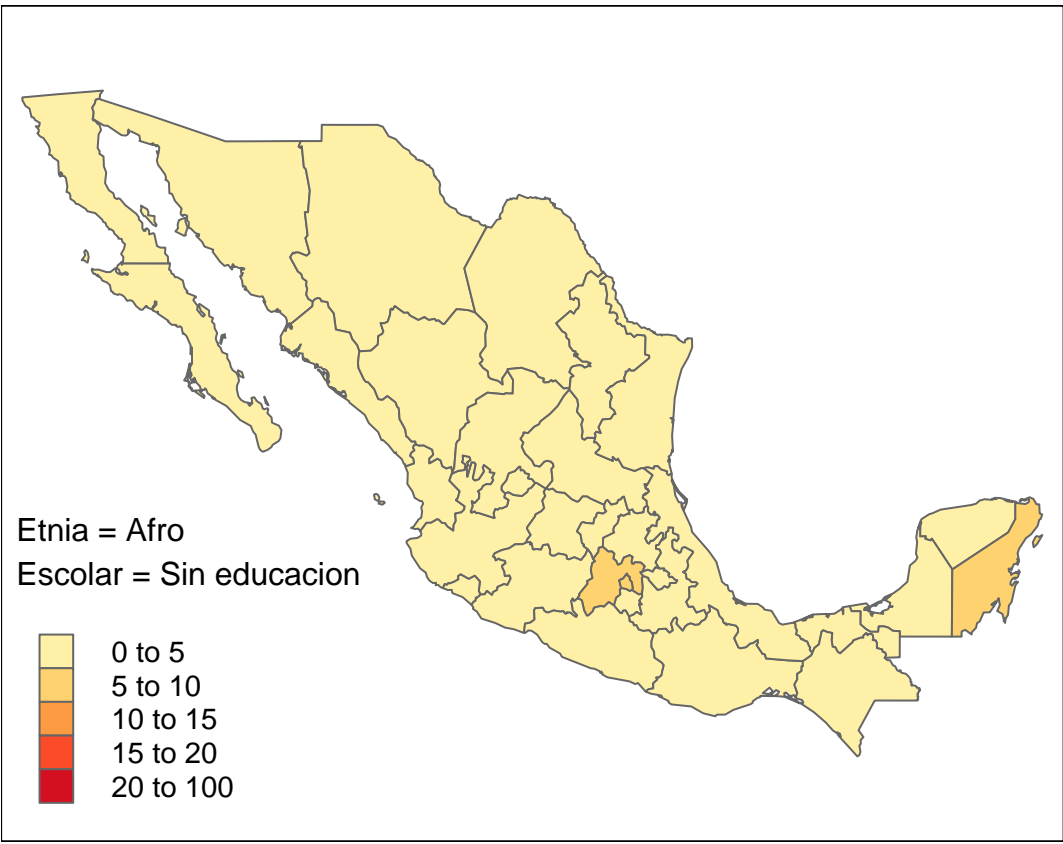 Etnia = Afro
Escolar = Sin educacion
0 to 5
5 to 10
10 to 15
15 to 20
20 to 100